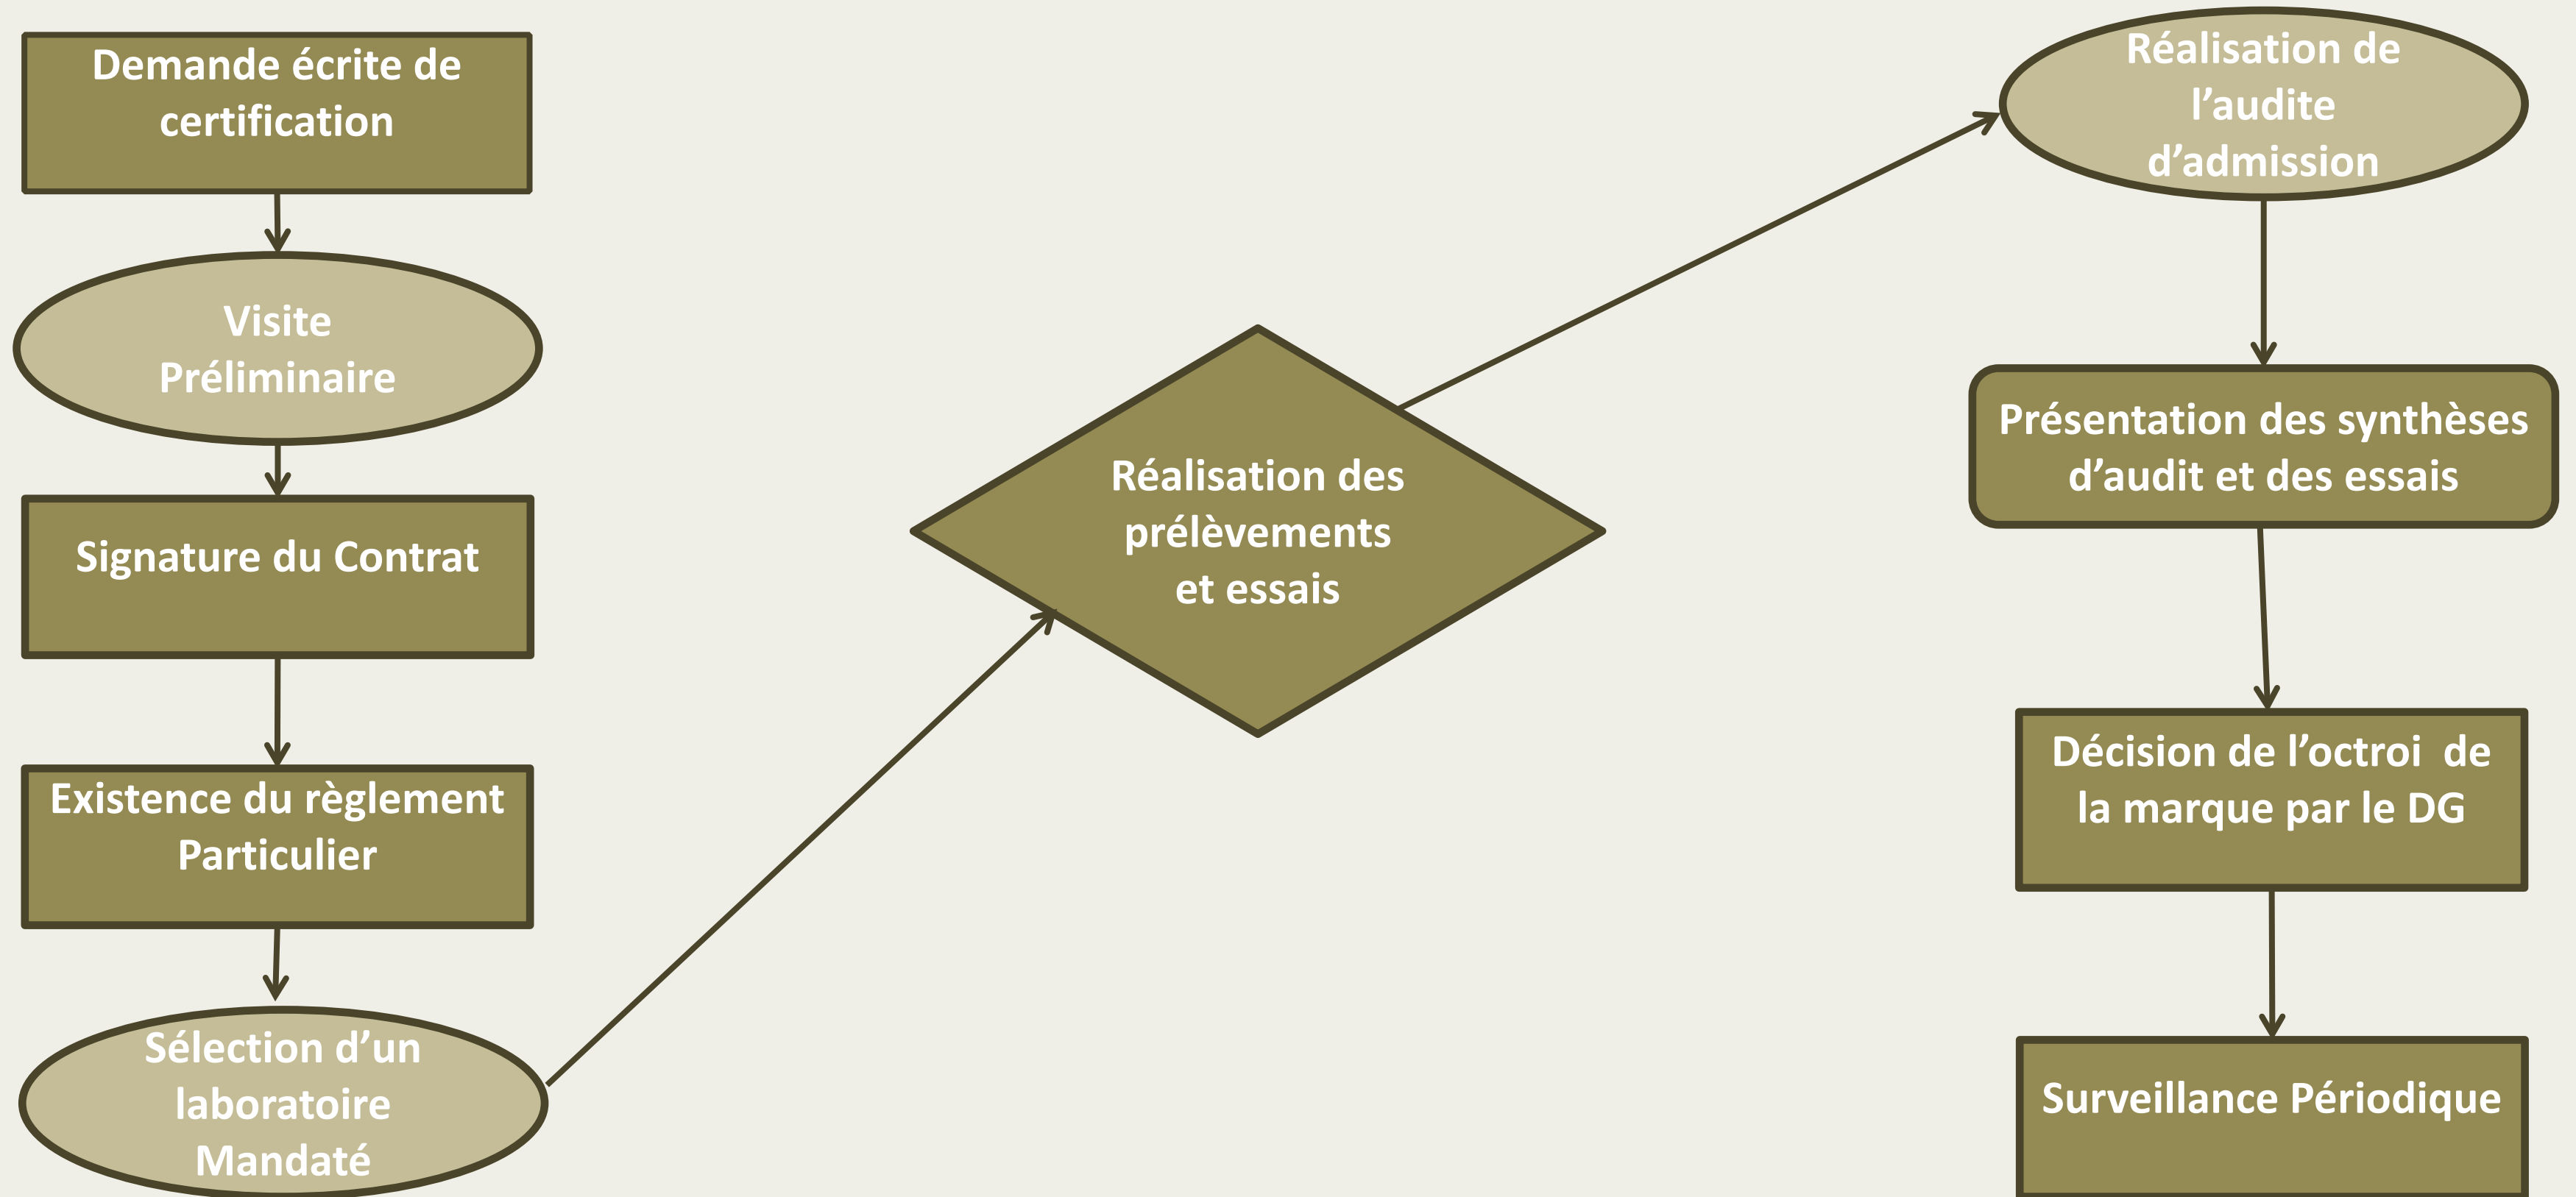 Demande écrite de
certification
Visite
Préliminaire
Signature du Contrat
Existence du règlement
Particulier
Sélection d’un
laboratoire
Mandaté
Réalisation des
prélèvements
et essais
Réalisation de
l’audite
d’admission
Présentation des synthèses
d’audit et des essais
Décision de l’octroi  de
la marque par le DG
Surveillance Périodique